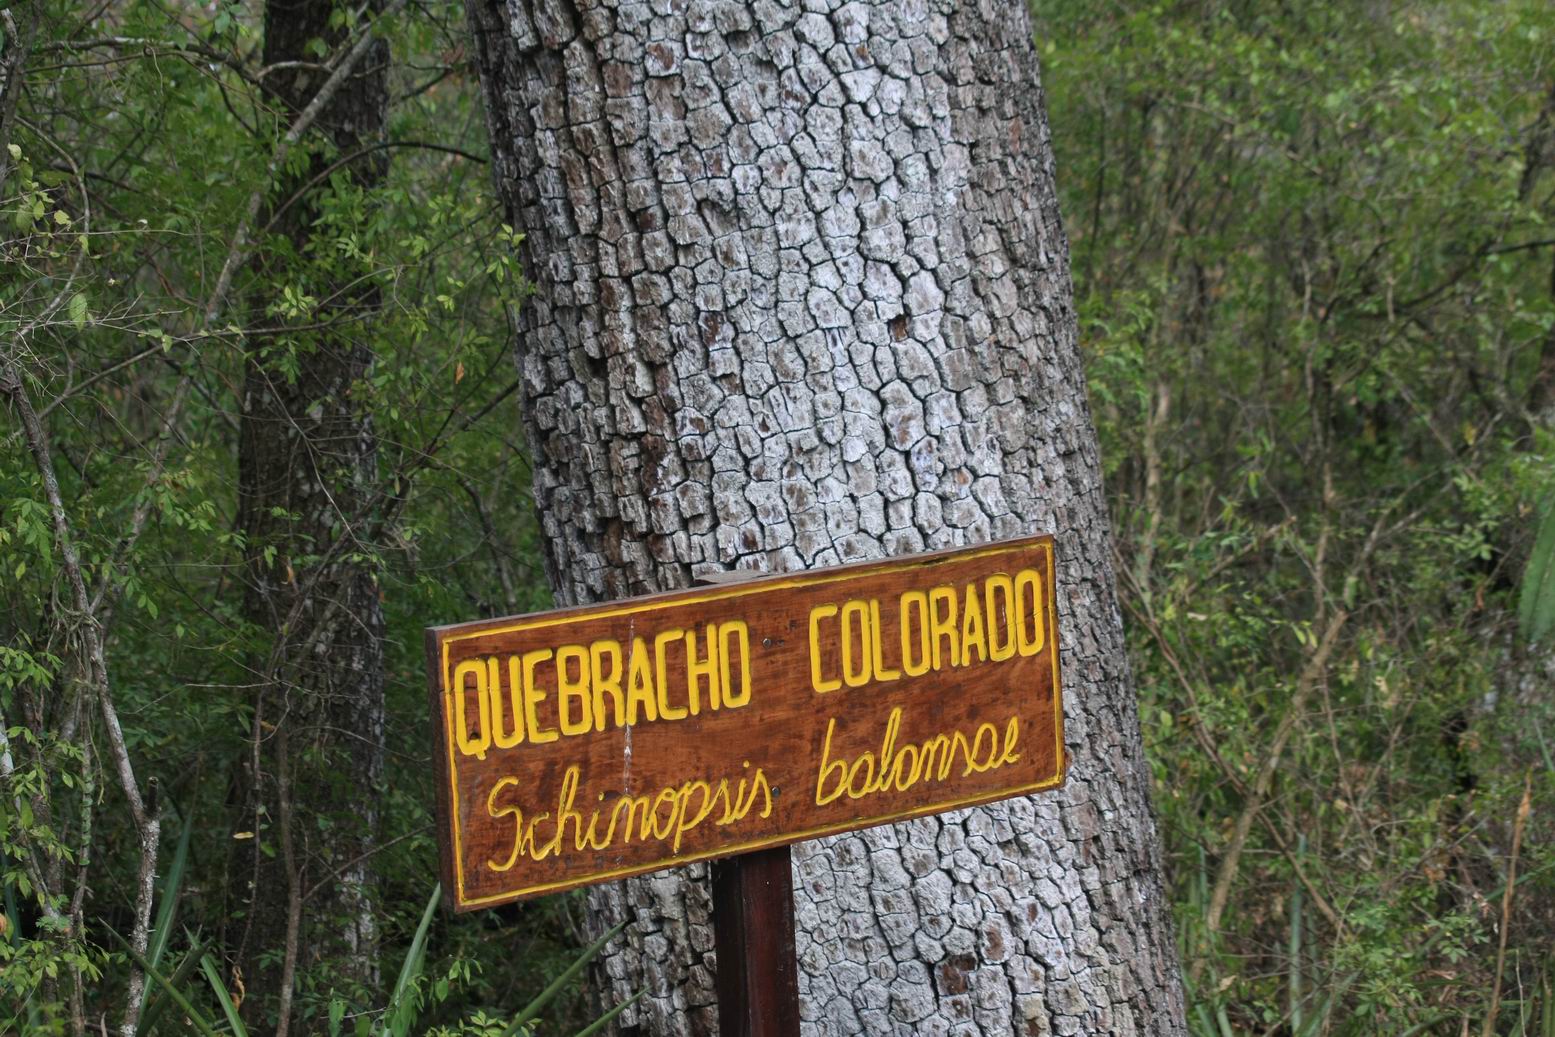 QUEBRACHO COLORADO
Schinopsis balansae